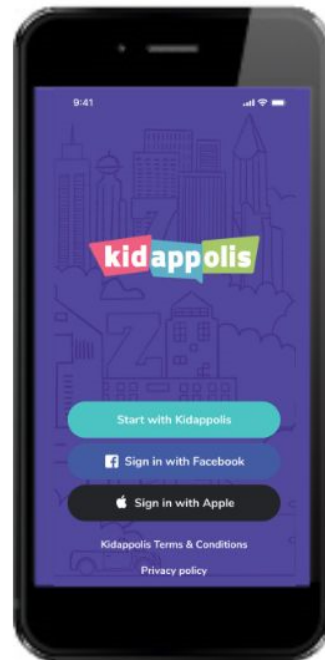 9:41
kidappolis
Start with Kidappolis
Sign in with Facebook
Sign in with Apple
Kidappolis Terms & Conditions
Privacy policy